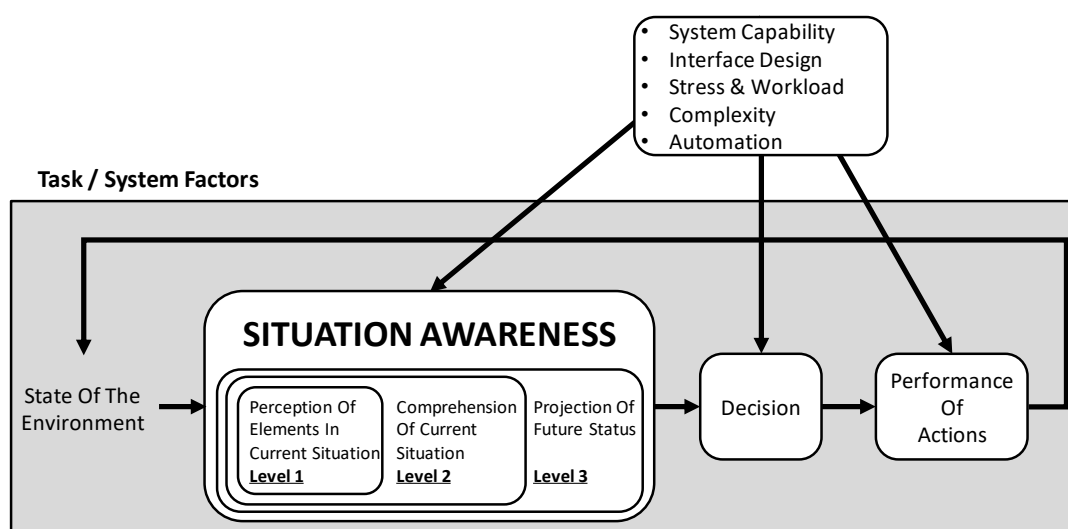 • System Capability
• Interface Design
• Stress & Workload
• Complexity
• Automation
Task / System Factors
SITUATION AWARENESS
State Of The
Environment
Perception Of
Elements In
Current Situation
Level 1
Comprehension
Of Current
Situation
Level 2
Projection Of
Future Status
Level 3
Decision
Performance
Of
Actions